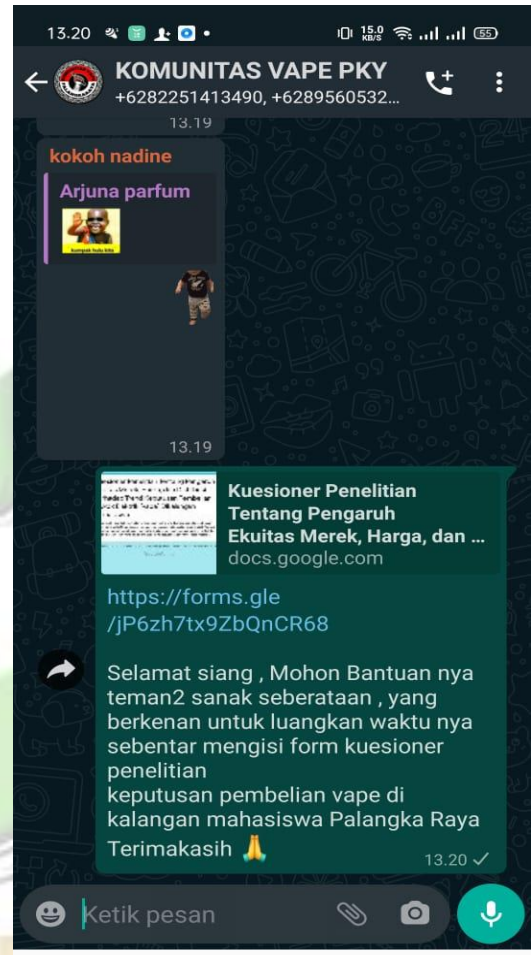 13.20
15.0
KB/S
55
KOMUNITAS VAPE PKY
+6282251413490, +6289560532...
13.19
kokoh nadine
Arjuna parfum
13.19
Kuesioner Penelitian
Tentang Pengaruh
Ekuitas Merek, Harga, dan ...
docs.google.com
https://forms.gle
/jP6zh7tx9ZbQnCR68
Selamat siang , Mohon Bantuan nya
teman2 sanak seberataan , yang
berkenan untuk luangkan waktu nya
sebentar mengisi form kuesioner
penelitian
keputusan pembelian vape di
kalangan mahasiswa Palangka Raya
Terimakasih 🙏
13.20
Ketik pesan